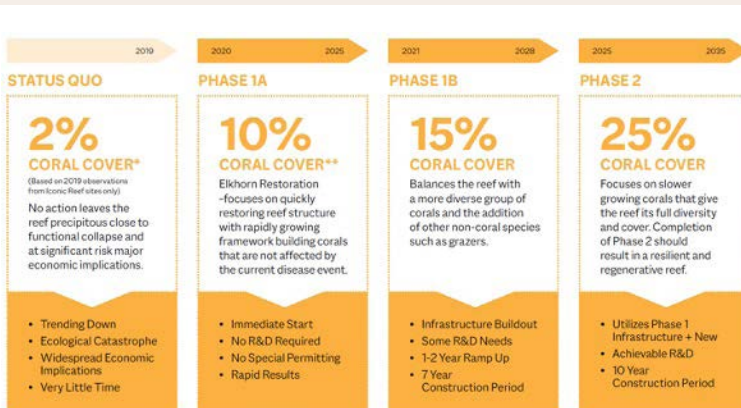 2019
STATUS QUO
2%
CORAL COVER*
(Based on 2019 observations
from Iconic Reef sites only)
No action leaves the
reef precipitous close to
functional collapse and
at significant risk major
economic implications.
• Trending Down
• Ecological Catastrophe
• Widespread Economic
Implications
• Very Little Time
2020 2025
PHASE 1A
10%
CORAL COVER**
Elkhorn Restoration
-focuses on quickly
restoring reef structure
with rapidly growing
framework building corals
that are not affected by
the current disease event.
• Immediate Start
• No R&D Required
• No Special Permitting
• Rapid Results
2021 2028
PHASE 1B
15%
CORAL COVER
Balances the reef with
a more diverse group of
corals and the addition
of other non-coral species
such as grazers.
• Infrastructure Buildout
• Some R&D Needs
• 1-2 Year Ramp Up
• 7 Year
Construction Period
2025 2035
PHASE 2
25%
CORAL COVER
Focuses on slower
growing corals that give
the reef its full diversity
and cover. Completion
of Phase 2 should
result in a resilient and
regenerative reef.
• Utilizes Phase 1
Infrastructure + New
• Achievable R&D
• 10 Year
Construction Period